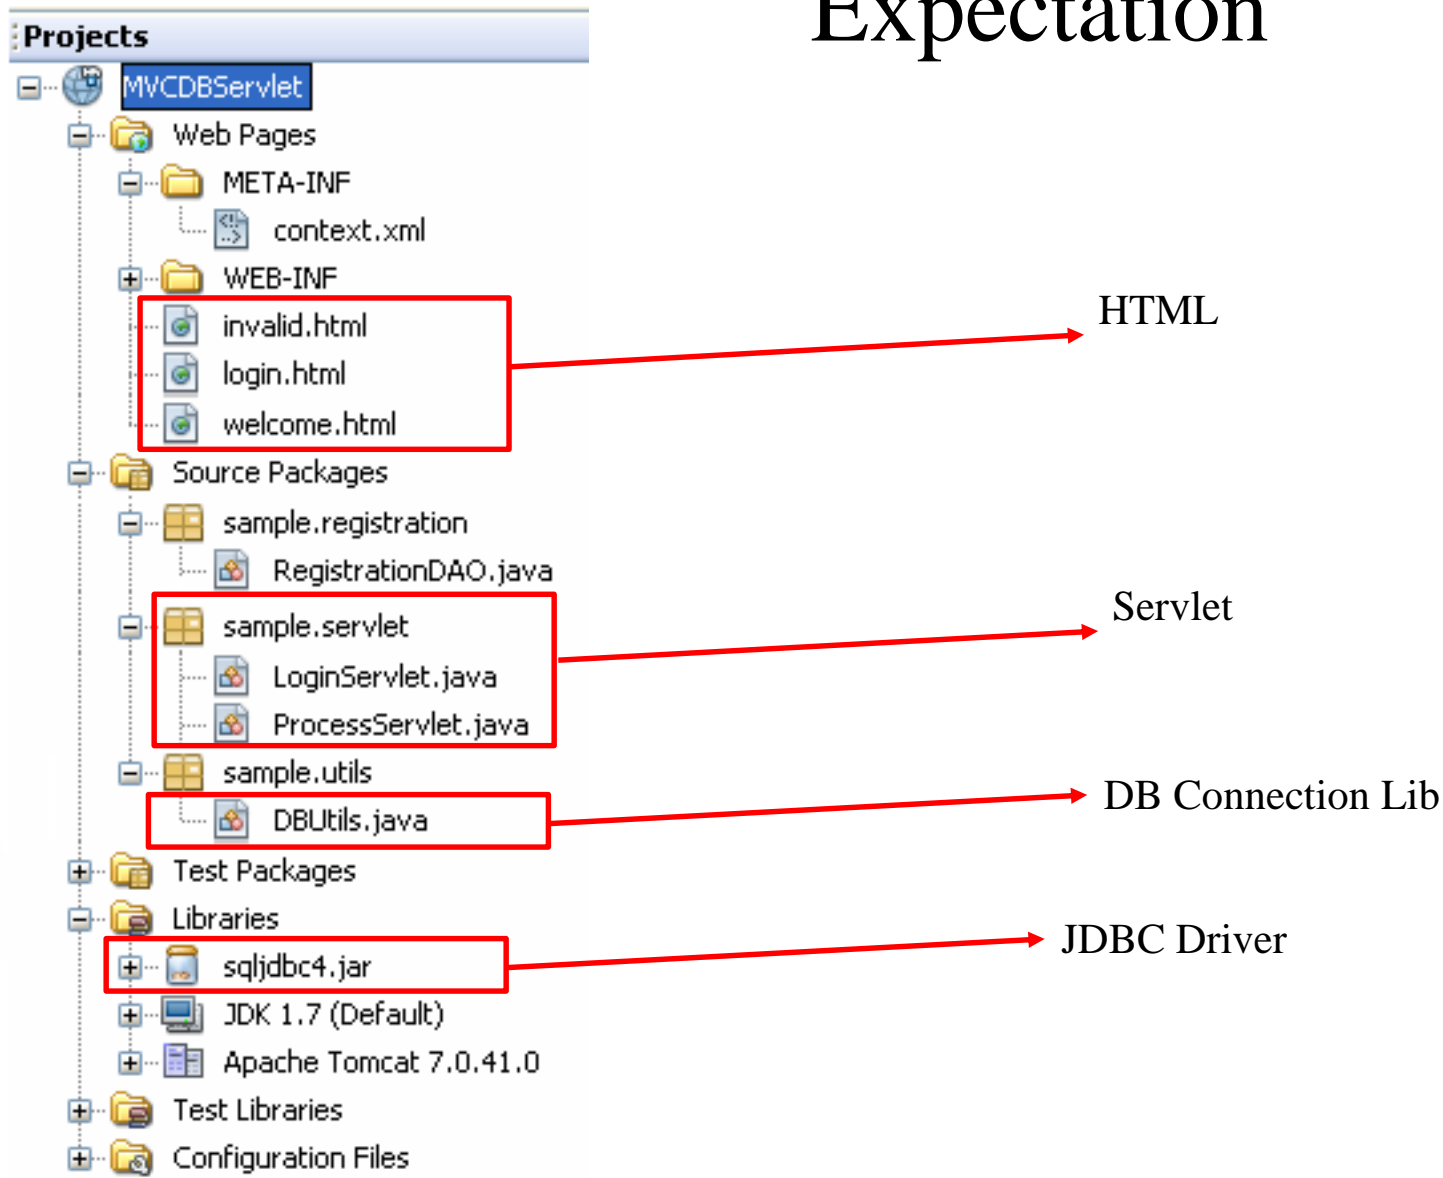 Expectation
Projects
MVCDBServlet
Web Pages
META-INF
context.xml
WEB-INF
invalid.html
login.html
welcome.html
HTML
Source Packages
sample.registration
RegistrationDAO.java
sample.servlet
LoginServlet.java
ProcessServlet.java
Servlet
sample.utils
DBUtils.java
DB Connection Lib
Test Packages
Libraries
sqljdbc4.jar
JDBC Driver
JDK 1.7 (Default)
Apache Tomcat 7.0.41.0
Test Libraries
Configuration Files